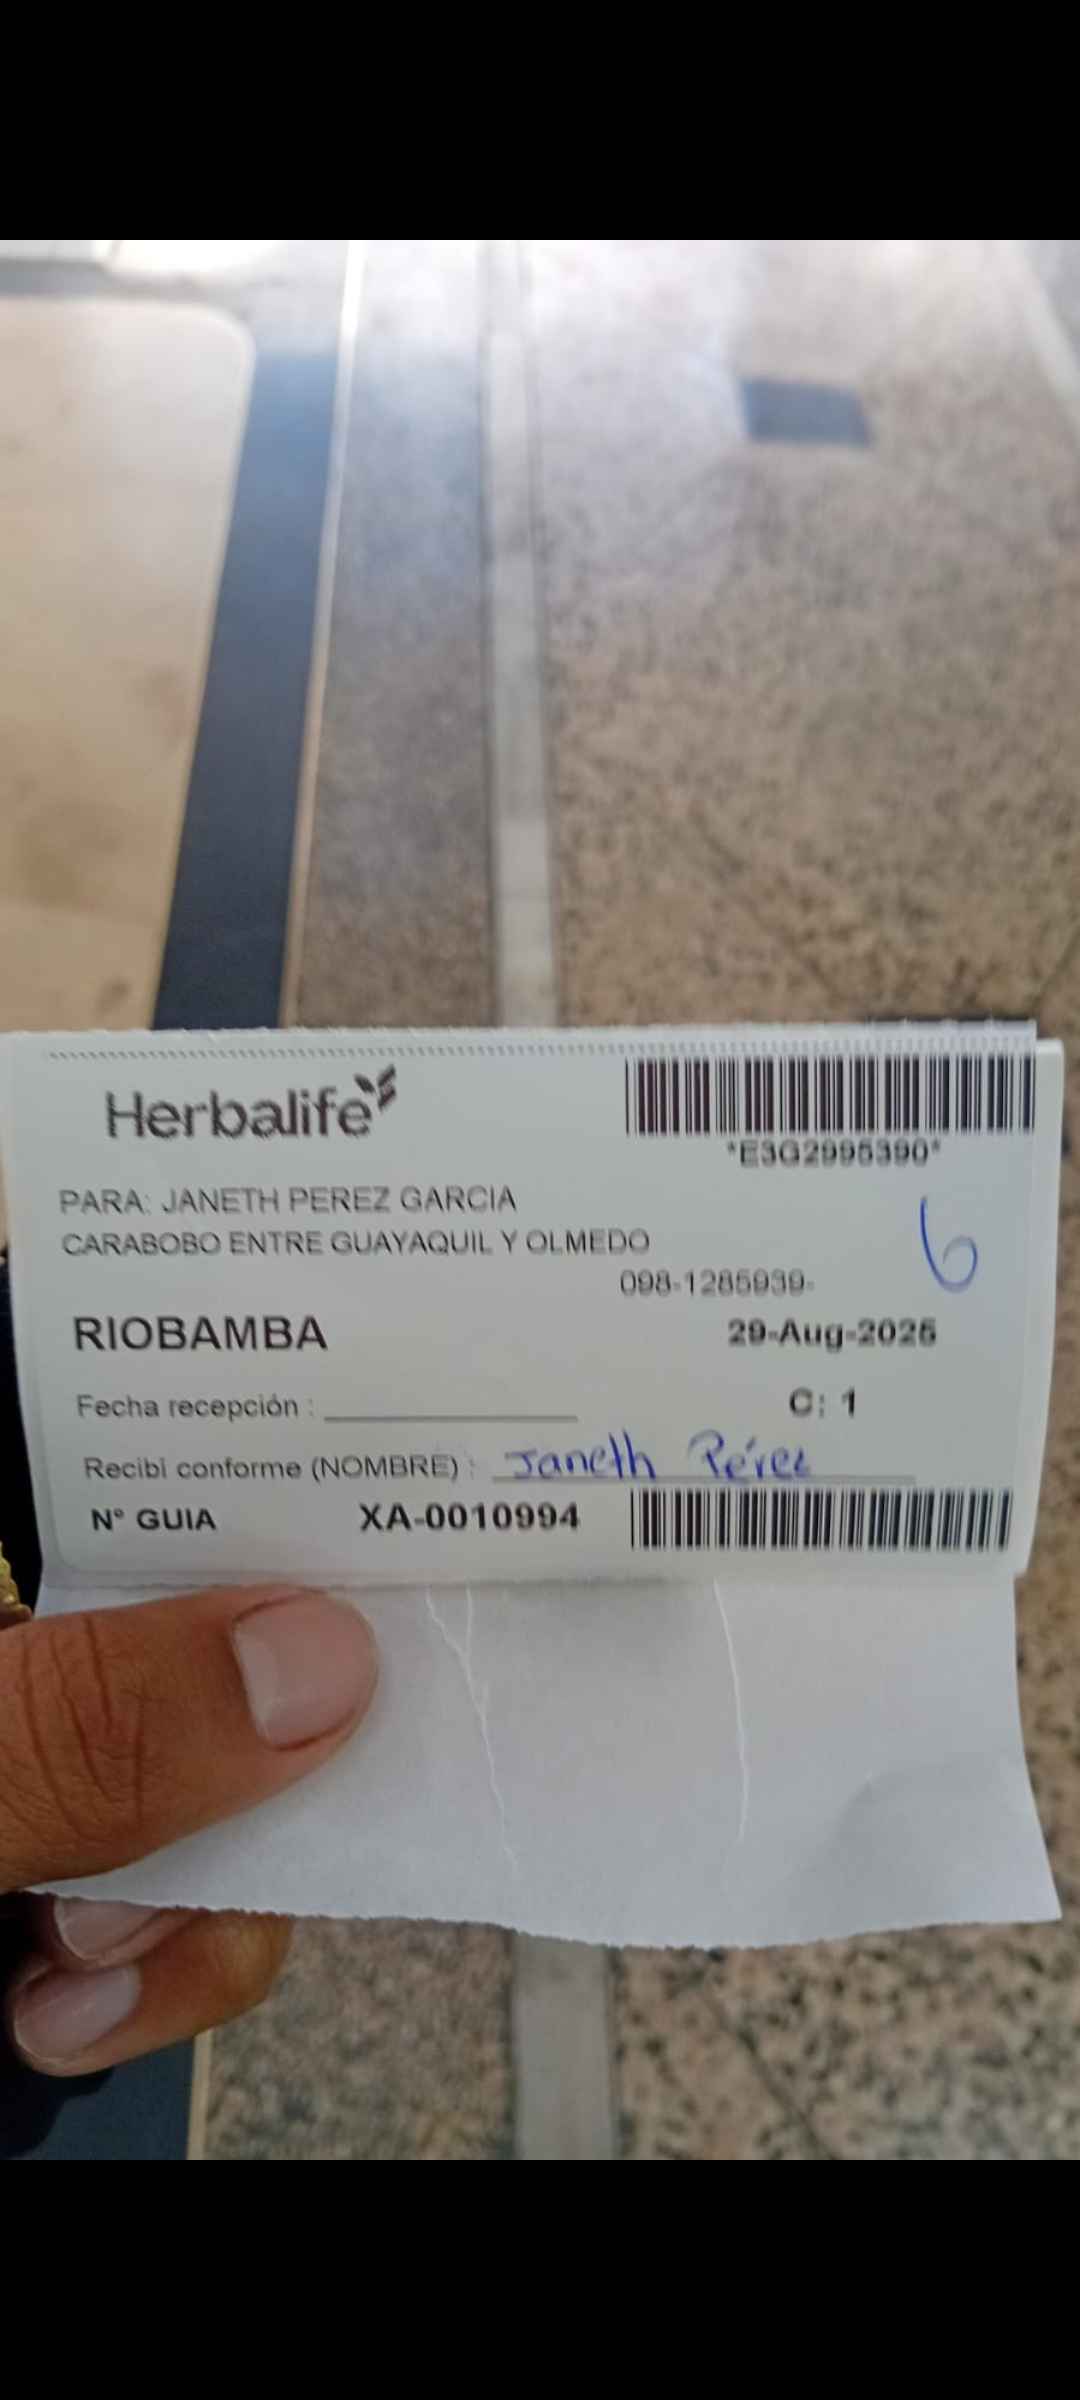 Herbalife
*E3G2995390*
PARA: JANETH PEREZ GARCIA
CARABOBO ENTRE GUAYAQUIL Y OLMEDO
6
098-1285939-
RIOBAMBA
29-Aug-2025
Fecha recepción :
C: 1
Recibi conforme (NOMBRE) : Janeth Pérez
N° GUIA XA-0010994